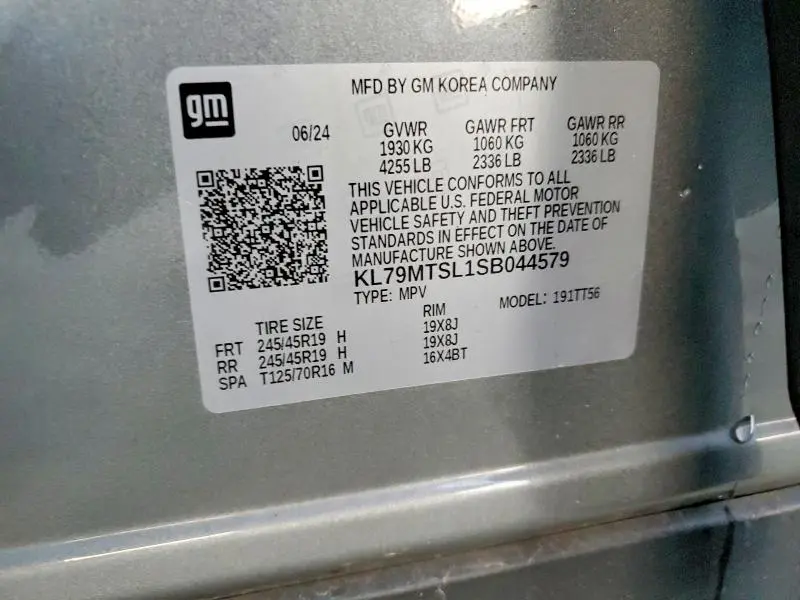 MFD BY GM KOREA COMPANY
gm
06/24
GVWR GAWR FRT GAWR RR
1930 KG 1060 KG 1060 KG
4255 LB 2336 LB 2336 LB
THIS VEHICLE CONFORMS TO ALL
APPLICABLE U.S. FEDERAL MOTOR
VEHICLE SAFETY AND THEFT PREVENTION
STANDARDS IN EFFECT ON THE DATE OF
MANUFACTURE SHOWN ABOVE.
KL79MTSL1SB044579
TYPE: MPV MODEL: 191TT56
TIRE SIZE RIM
FRT 245/45R19 H 19X8J
RR 245/45R19 H 19X8J
SPA T125/70R16 M 16X4BT